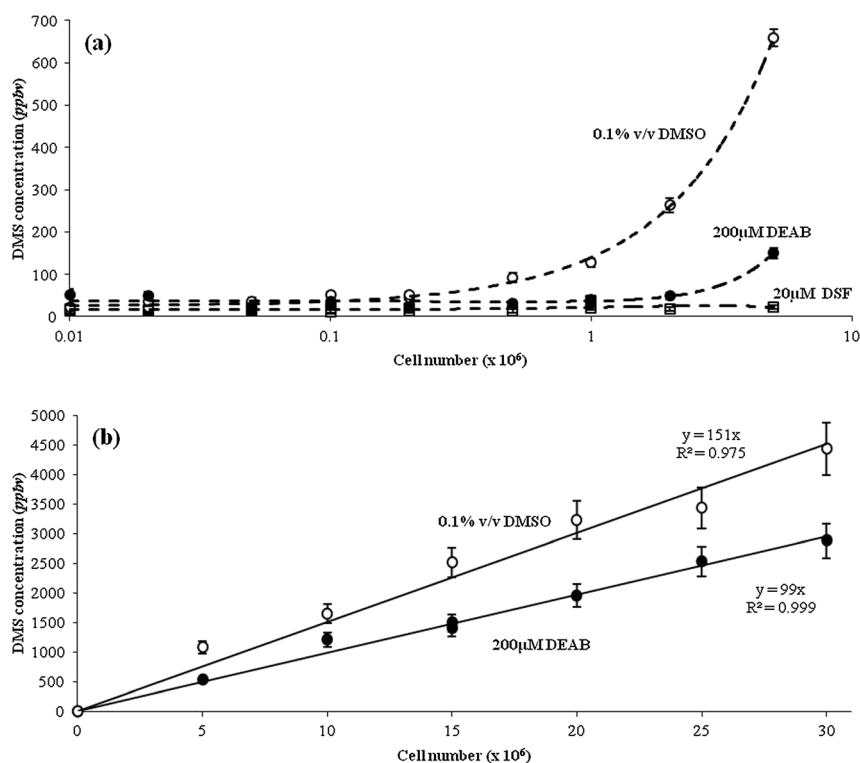 (a)
DMS concentration (ppbv)
700
600
500
400
300
200
100
0
0.1% v/v DMSO
200µM DEAB
20µM DSF
0.01
0.1
1
10
Cell number (x 10⁶)
(b)
DMS concentration (ppbv)
5000
4500
4000
3500
3000
2500
2000
1500
1000
500
0
y = 151x
R² = 0.975
0.1% v/v DMSO
y = 99x
R² = 0.999
200µM DEAB
0
5
10
15
20
25
30
Cell number (x 10⁶)